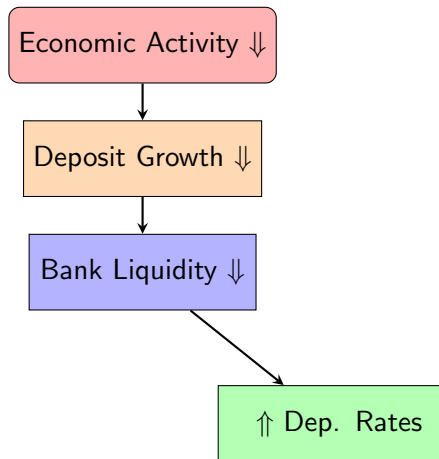 Economic Activity ⇓
Deposit Growth ⇓
Bank Liquidity ⇓
⇑ Dep. Rates